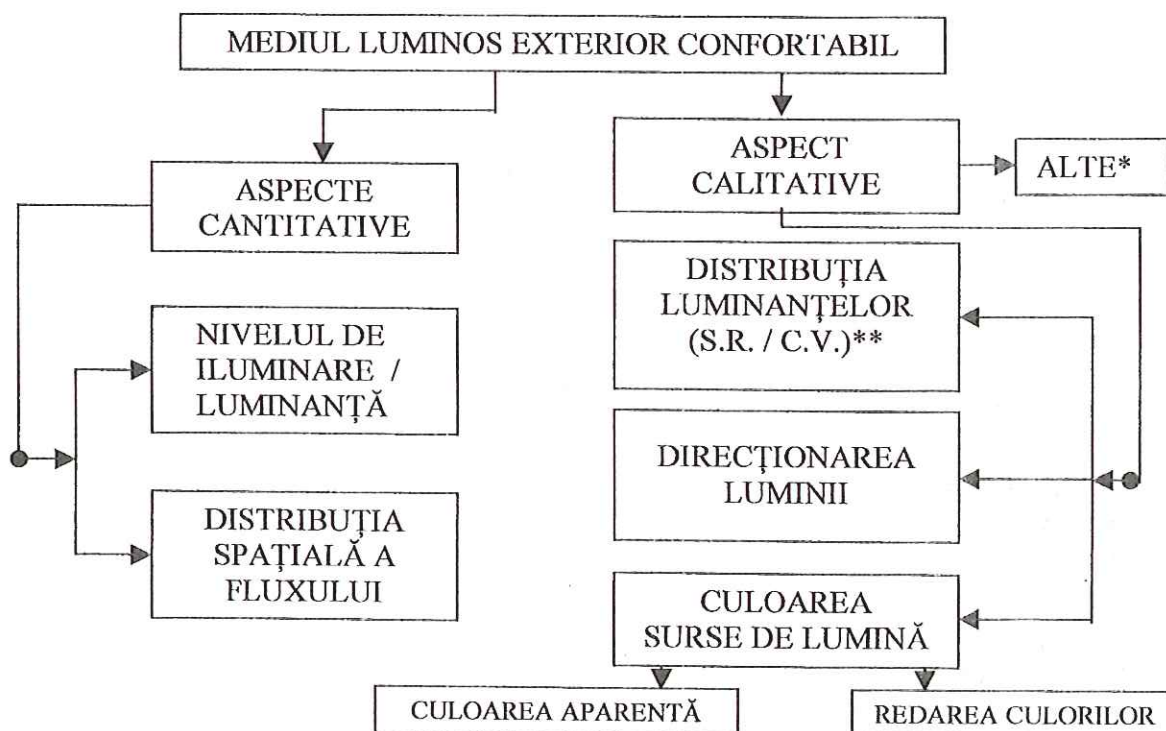 MEDIUL LUMINOS EXTERIOR CONFORTABIL
ASPECTE
CANTITATIVE
NIVELUL DE
ILUMINARE /
LUMINANȚĂ
DISTRIBUȚIA
SPAȚIALĂ A
FLUXULUI
ASPECT
CALITATIVE
ALTE*
DISTRIBUȚIA
LUMINANȚELOR
(S.R. / C.V.)**
DIRECȚIONAREA
LUMINII
CULOAREA
SURSE DE LUMINĂ
CULOAREA APARENTĂ
REDAREA CULORILOR